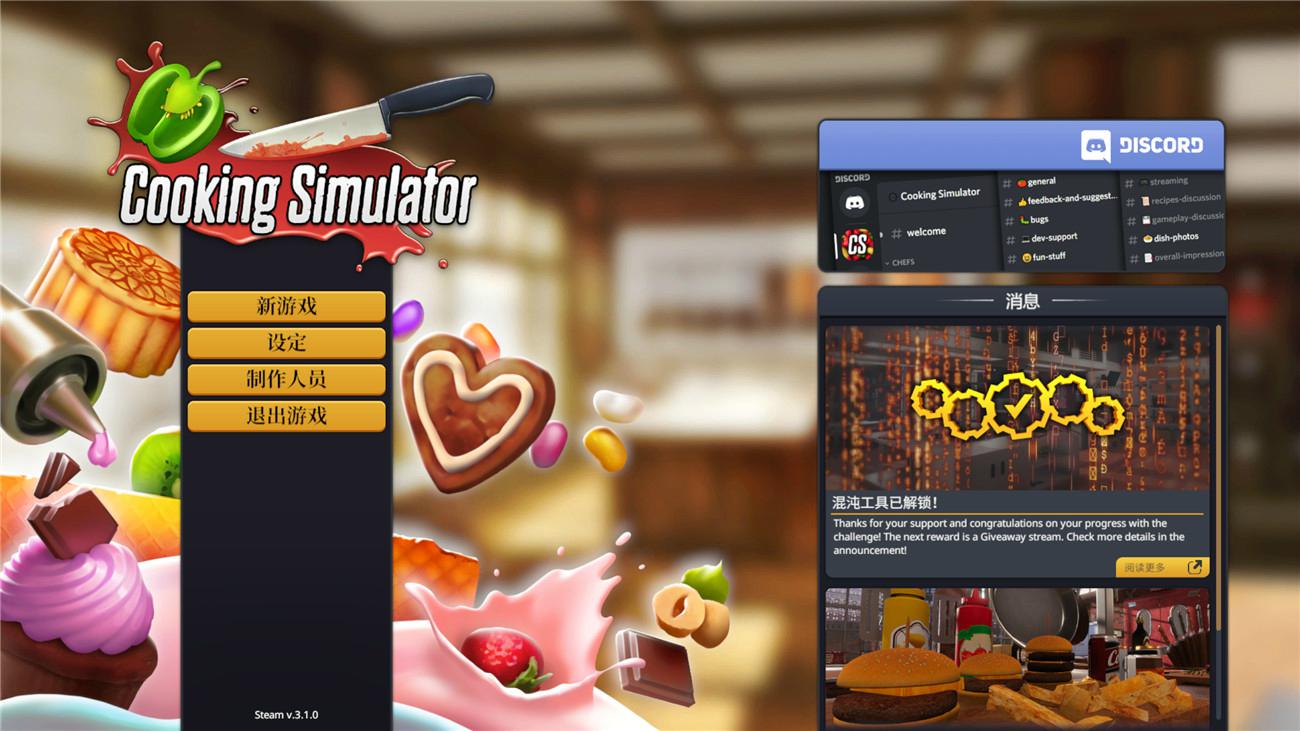 Cooking Simulator
新游戏
设定
制作人员
退出游戏
Steam v.3.1.0
DISCORD
DISCORD
Cooking Simulator
# welcome
CHEFS
CS
# general
# feedback-and-suggest...
# bugs
# dev-support
# fun-stuff
# streaming
# recipes-discussion
# gameplay-discussic
# dish-photos
# overall-impression
消息
混沌工具已解锁！
Thanks for your support and congratulations on your progress with the
challenge! The next reward is a Giveaway stream. Check more details in the
announcement!
阅读更多